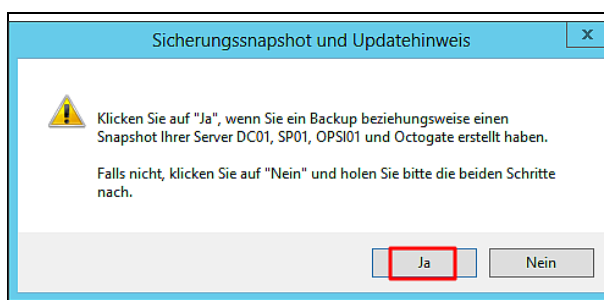 Sicherungssnapshot und Updatehinweis
x
Klicken Sie auf "Ja", wenn Sie ein Backup beziehungsweise einen
Snapshot Ihrer Server DC01, SP01, OPSI01 und Octogate erstellt haben.
Falls nicht, klicken Sie auf "Nein" und holen Sie bitte die beiden Schritte
nach.
Ja
Nein